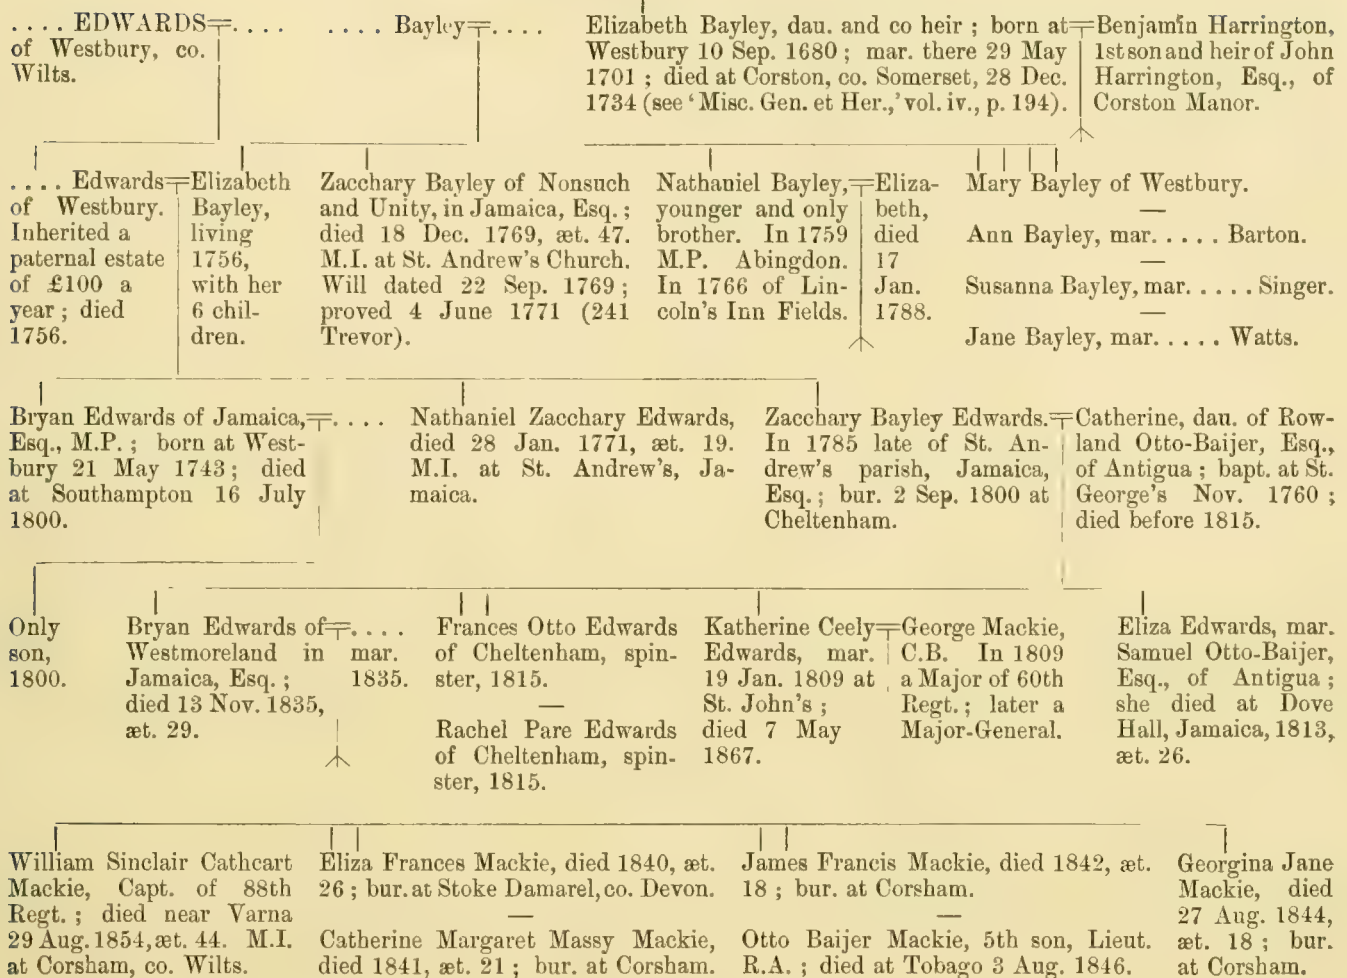 . . . . EDWARDS=. . . .
of Westbury, co.
Wilts.
. . . . Bayley=. . . .
Elizabeth Bayley, dau. and co heir ; born at=
Westbury 10 Sep. 1680 ; mar. there 29 May
1701 ; died at Corston, co. Somerset, 28 Dec.
1734 (see ‘Misc. Gen. et Her.,’ vol. iv., p. 194).
Benjamin Harrington,
1st son and heir of John
Harrington, Esq., of
Corston Manor.
. . . . Edwards=
of Westbury.
Inherited a
paternal estate
of £100 a
year ; died
1756.
Elizabeth
Bayley,
living
1756,
with her
6 chil-
dren.
Zacchary Bayley of Nonsuch
and Unity, in Jamaica, Esq. ;
died 18 Dec. 1769, æt. 47.
M.I. at St. Andrew's Church.
Will dated 22 Sep. 1769 ;
proved 4 June 1771 (241
Trevor).
Nathaniel Bayley,=
younger and only
brother. In 1759
M.P. Abingdon.
In 1766 of Lin-
coln's Inn Fields.
Eliza-
beth,
died
17
Jan.
1788.
Mary Bayley of Westbury.
—
Ann Bayley, mar. . . . . Barton.
—
Susanna Bayley, mar. . . . . Singer.
—
Jane Bayley, mar. . . . . Watts.
Bryan Edwards of Jamaica,=. . . .
Esq., M.P. ; born at West-
bury 21 May 1743 ; died
at Southampton 16 July
1800.
Nathaniel Zacchary Edwards,
died 28 Jan. 1771, æt. 19.
M.I. at St. Andrew's, Ja-
maica.
Zacchary Bayley Edwards.=
In 1785 late of St. An-
drew's parish, Jamaica,
Esq. ; bur. 2 Sep. 1800 at
Cheltenham.
Catherine, dau. of Row-
land Otto-Baijer, Esq.,
of Antigua ; bapt. at St.
George's Nov. 1760 ;
died before 1815.
Only
son,
1800.
Bryan Edwards of=
Westmoreland in
Jamaica, Esq. ;
died 13 Nov. 1835,
æt. 29.
. . . .
mar.
1835.
Frances Otto Edwards
of Cheltenham, spin-
ster, 1815.
—
Rachel Pare Edwards
of Cheltenham, spin-
ster, 1815.
Katherine Ceely=
Edwards, mar.
19 Jan. 1809 at
St. John's ;
died 7 May
1867.
George Mackie,
C.B. In 1809
a Major of 60th
Regt. ; later a
Major-General.
Eliza Edwards, mar.
Samuel Otto-Baijer,
Esq., of Antigua ;
she died at Dove
Hall, Jamaica, 1813,
æt. 26.
William Sinclair Cathcart
Mackie, Capt. of 88th
Regt. ; died near Varna
29 Aug. 1854, æt. 44. M.I.
at Corsham, co. Wilts.
Eliza Frances Mackie, died 1840, æt.
26 ; bur. at Stoke Damarel, co. Devon.
—
Catherine Margaret Massy Mackie,
died 1841, æt. 21 ; bur. at Corsham.
James Francis Mackie, died 1842, æt.
18 ; bur. at Corsham.
—
Otto Baijer Mackie, 5th son, Lieut.
R.A. ; died at Tobago 3 Aug. 1846.
Georgina Jane
Mackie, died
27 Aug. 1844,
æt. 18 ; bur.
at Corsham.